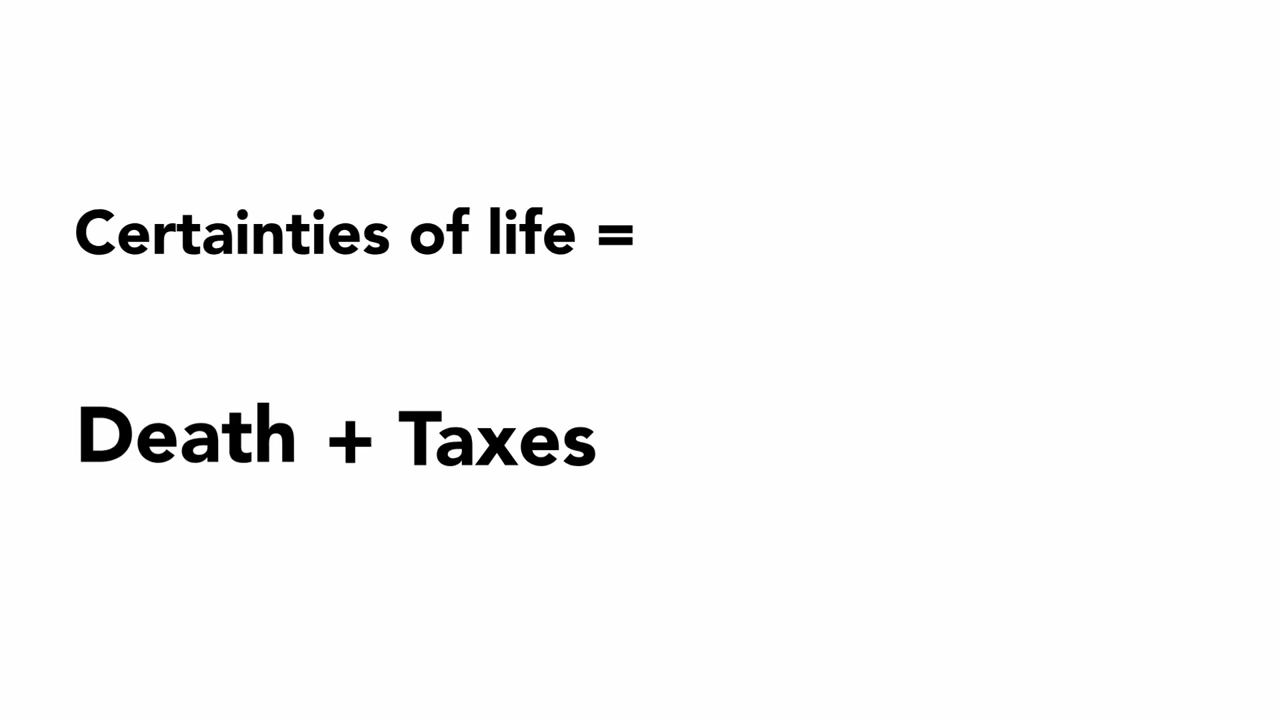 Certainties of life =
Death + Taxes